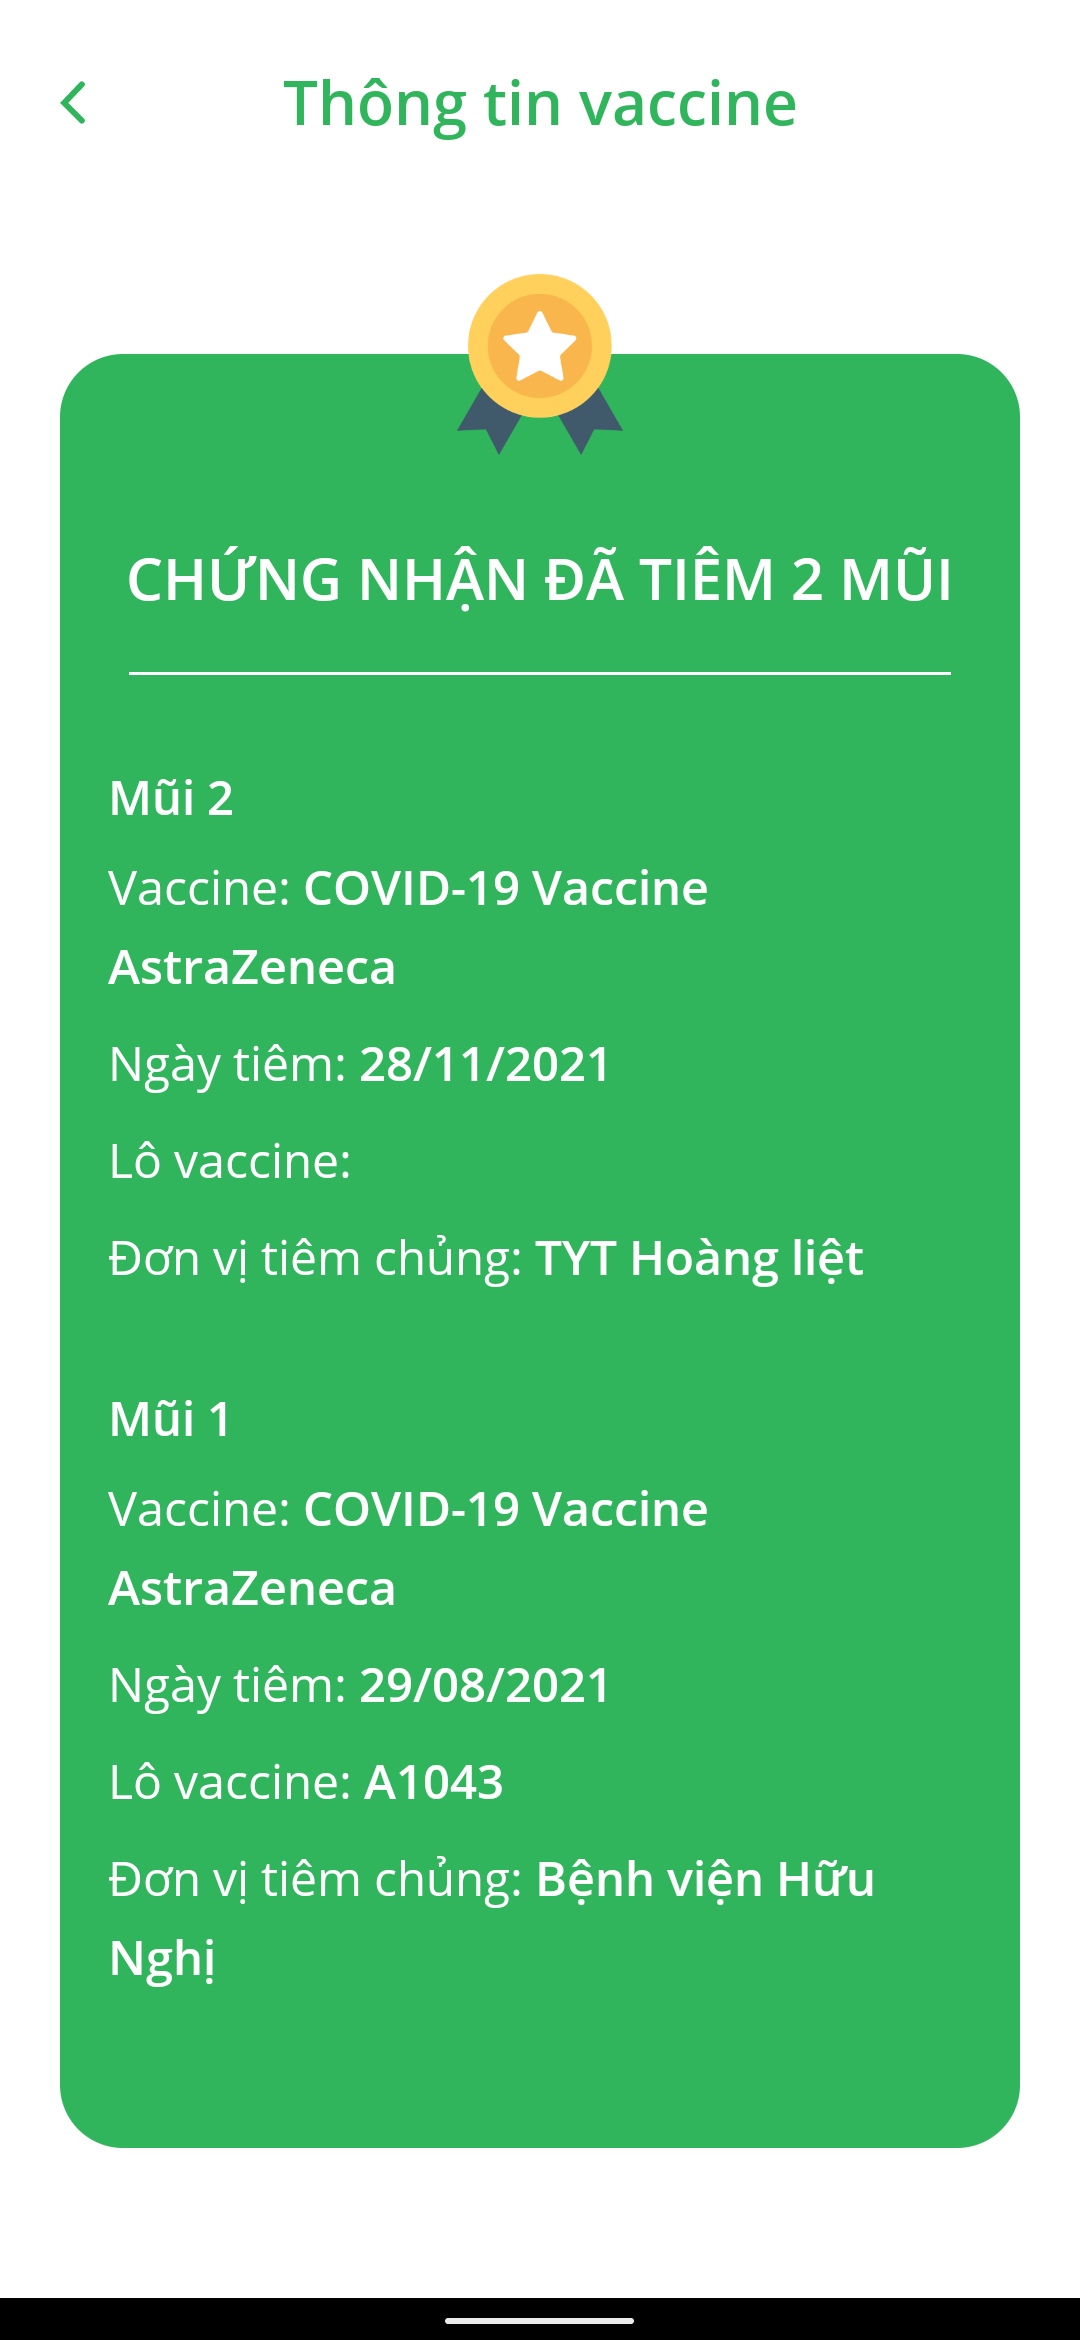 Thông tin vaccine
CHỨNG NHẬN ĐÃ TIÊM 2 MŨI
Mũi 2
Vaccine: COVID-19 Vaccine
AstraZeneca
Ngày tiêm: 28/11/2021
Lô vaccine:
Đơn vị tiêm chủng: TYT Hoàng liệt
Mũi 1
Vaccine: COVID-19 Vaccine
AstraZeneca
Ngày tiêm: 29/08/2021
Lô vaccine: A1043
Đơn vị tiêm chủng: Bệnh viện Hữu
Nghị